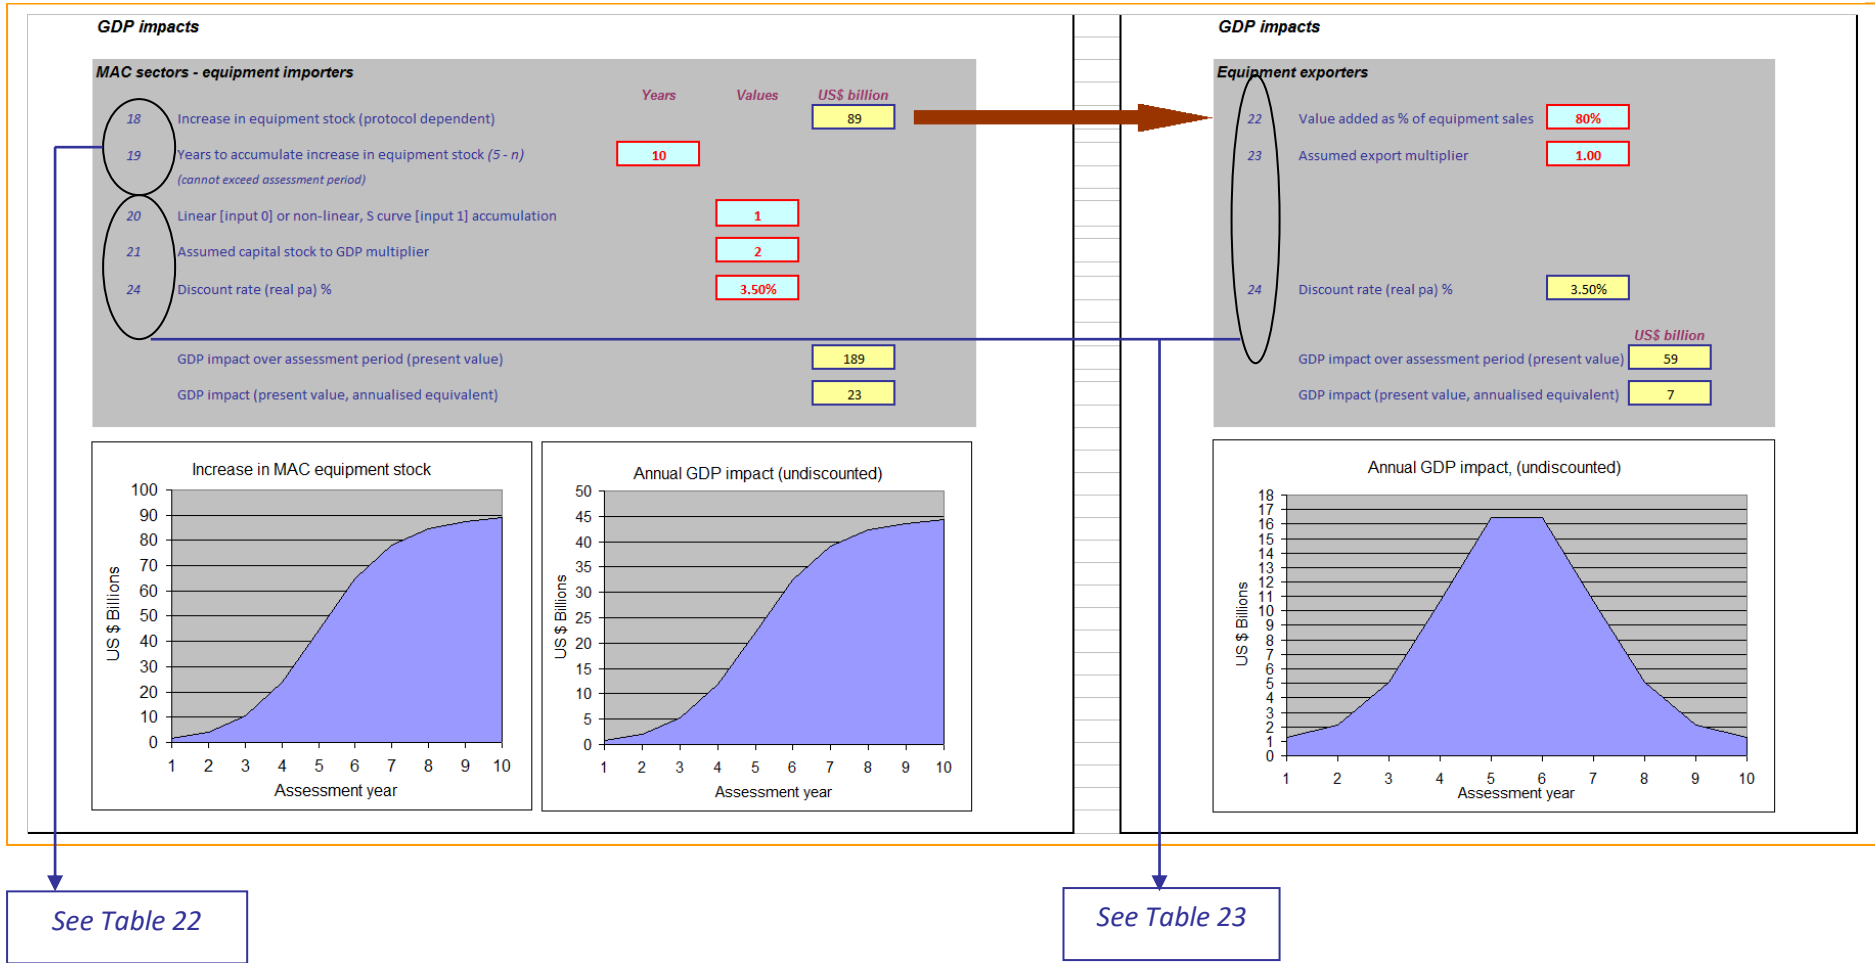 GDP impacts
MAC sectors - equipment importers
Years Values US$ billion
18 Increase in equipment stock (protocol dependent) 89
19 Years to accumulate increase in equipment stock (5 - n) 10
(cannot exceed assessment period)
20 Linear [input 0] or non-linear, S curve [input 1] accumulation 1
21 Assumed capital stock to GDP multiplier 2
24 Discount rate (real pa) % 3.50%
GDP impact over assessment period (present value) 189
GDP impact (present value, annualised equivalent) 23
GDP impacts
Equipment exporters
22 Value added as % of equipment sales 80%
23 Assumed export multiplier 1.00
24 Discount rate (real pa) % 3.50%
US$ billion
GDP impact over assessment period (present value) 59
GDP impact (present value, annualised equivalent) 7
Increase in MAC equipment stock
US $ Billions
100
90
80
70
60
50
40
30
20
10
0
1 2 3 4 5 6 7 8 9 10
Assessment year
Annual GDP impact (undiscounted)
US $ Billions
50
45
40
35
30
25
20
15
10
5
0
1 2 3 4 5 6 7 8 9 10
Assessment year
Annual GDP impact, (undiscounted)
US $ Billions
18
17
16
15
14
13
12
11
10
9
8
7
6
5
4
3
2
1
0
1 2 3 4 5 6 7 8 9 10
Assessment year
See Table 22
See Table 23